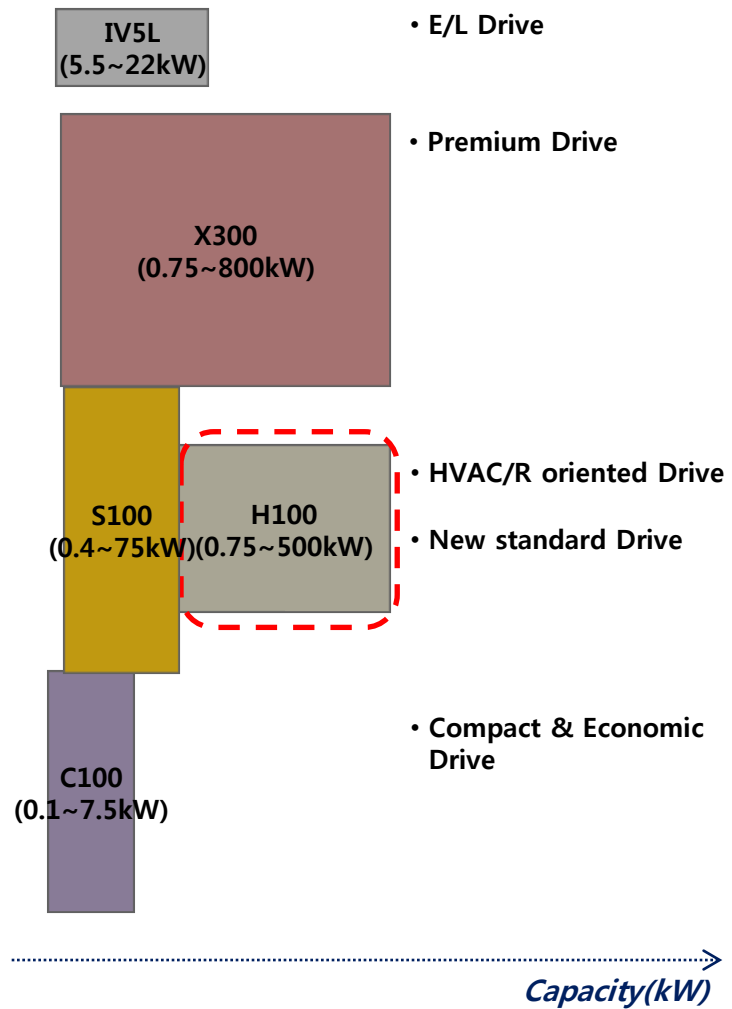 IV5L
(5.5~22kW)
• E/L Drive
• Premium Drive
X300
(0.75~800kW)
• HVAC/R oriented Drive
S100
(0.4~75kW)
H100
(0.75~500kW)
• New standard Drive
• Compact & Economic
Drive
C100
(0.1~7.5kW)
Capacity(kW)